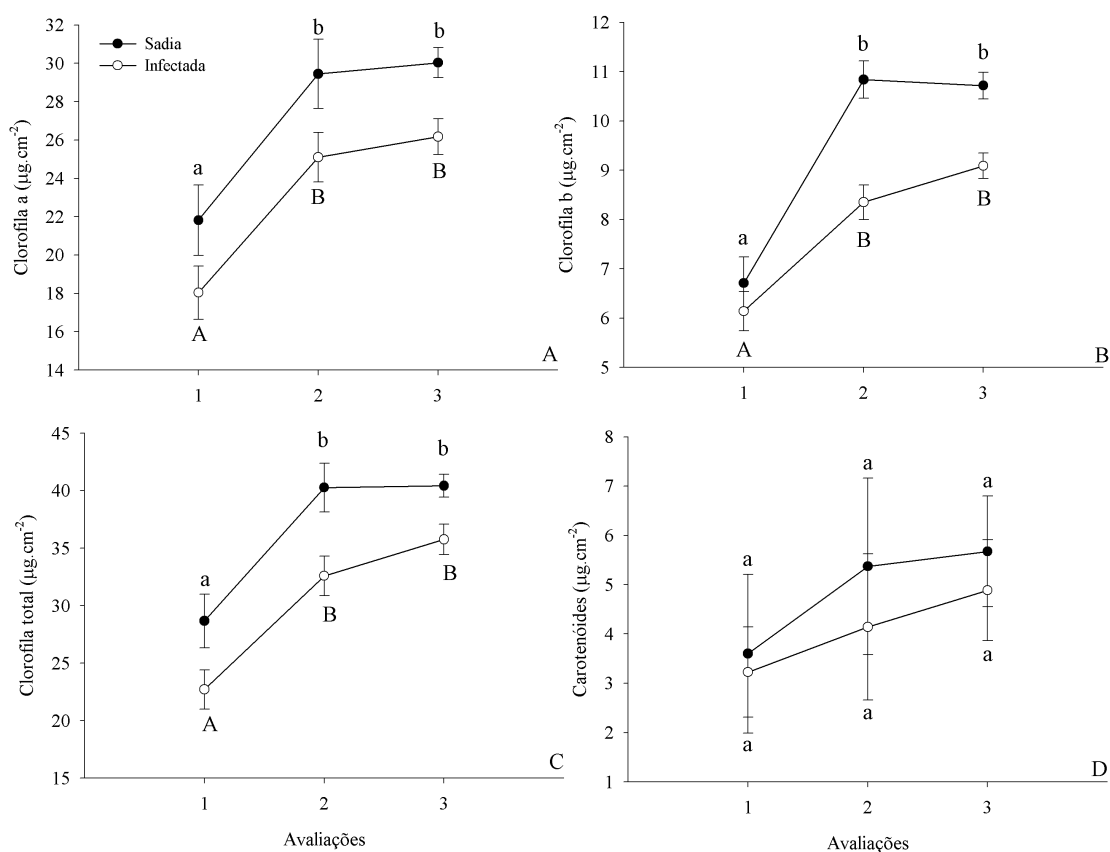 Clorofila a (µg.cm-2)
32
30
28
26
24
22
20
18
16
14
Sadia
Infectada
a
b
b
A
B
B
A
1
2
3
Clorofila b (µg.cm-2)
12
11
10
9
8
7
6
5
a
b
b
A
B
B
B
1
2
3
Clorofila total (µg.cm-2)
45
40
35
30
25
20
15
a
b
b
A
B
B
C
1
2
3
Avaliações
Carotenóides (µg.cm-2)
8
7
6
5
4
3
2
1
a
a
a
a
a
a
D
1
2
3
Avaliações